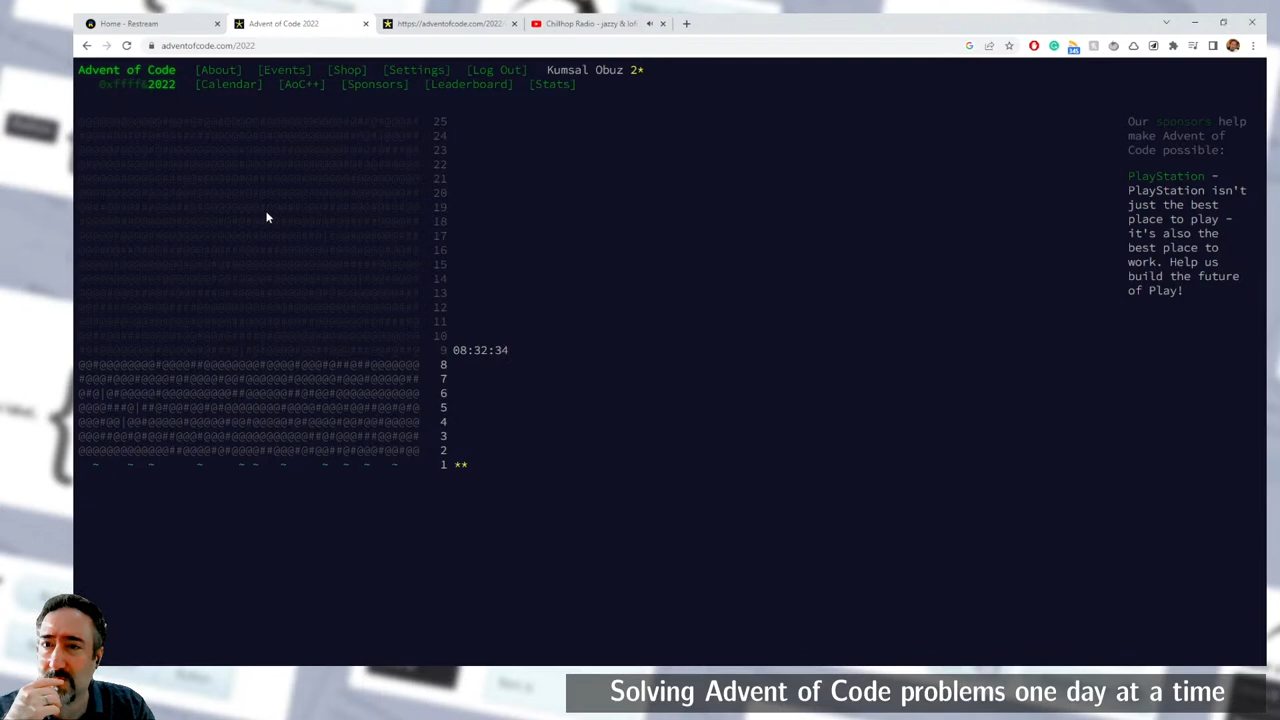 Home - Restream
Advent of Code 2022
https://adventofcode.com/2022
Chillhop Radio - jazzy & lofi
adventofcode.com/2022
Advent of Code [About] [Events] [Shop] [Settings] [Log Out] Kumsal Obuz 2*
0xffff&2022 [Calendar] [AoC++] [Sponsors] [Leaderboard] [Stats]
25
24
23
22
21
20
19
18
17
16
15
14
13
12
11
10
9 08:32:34
8
7
6
5
4
3
2
1 **
Our sponsors help
make Advent of
Code possible:
PlayStation -
PlayStation isn't
just the best
place to play -
it's also the
best place to
work. Help us
build the future
of Play!
Solving Advent of Code problems one day at a time